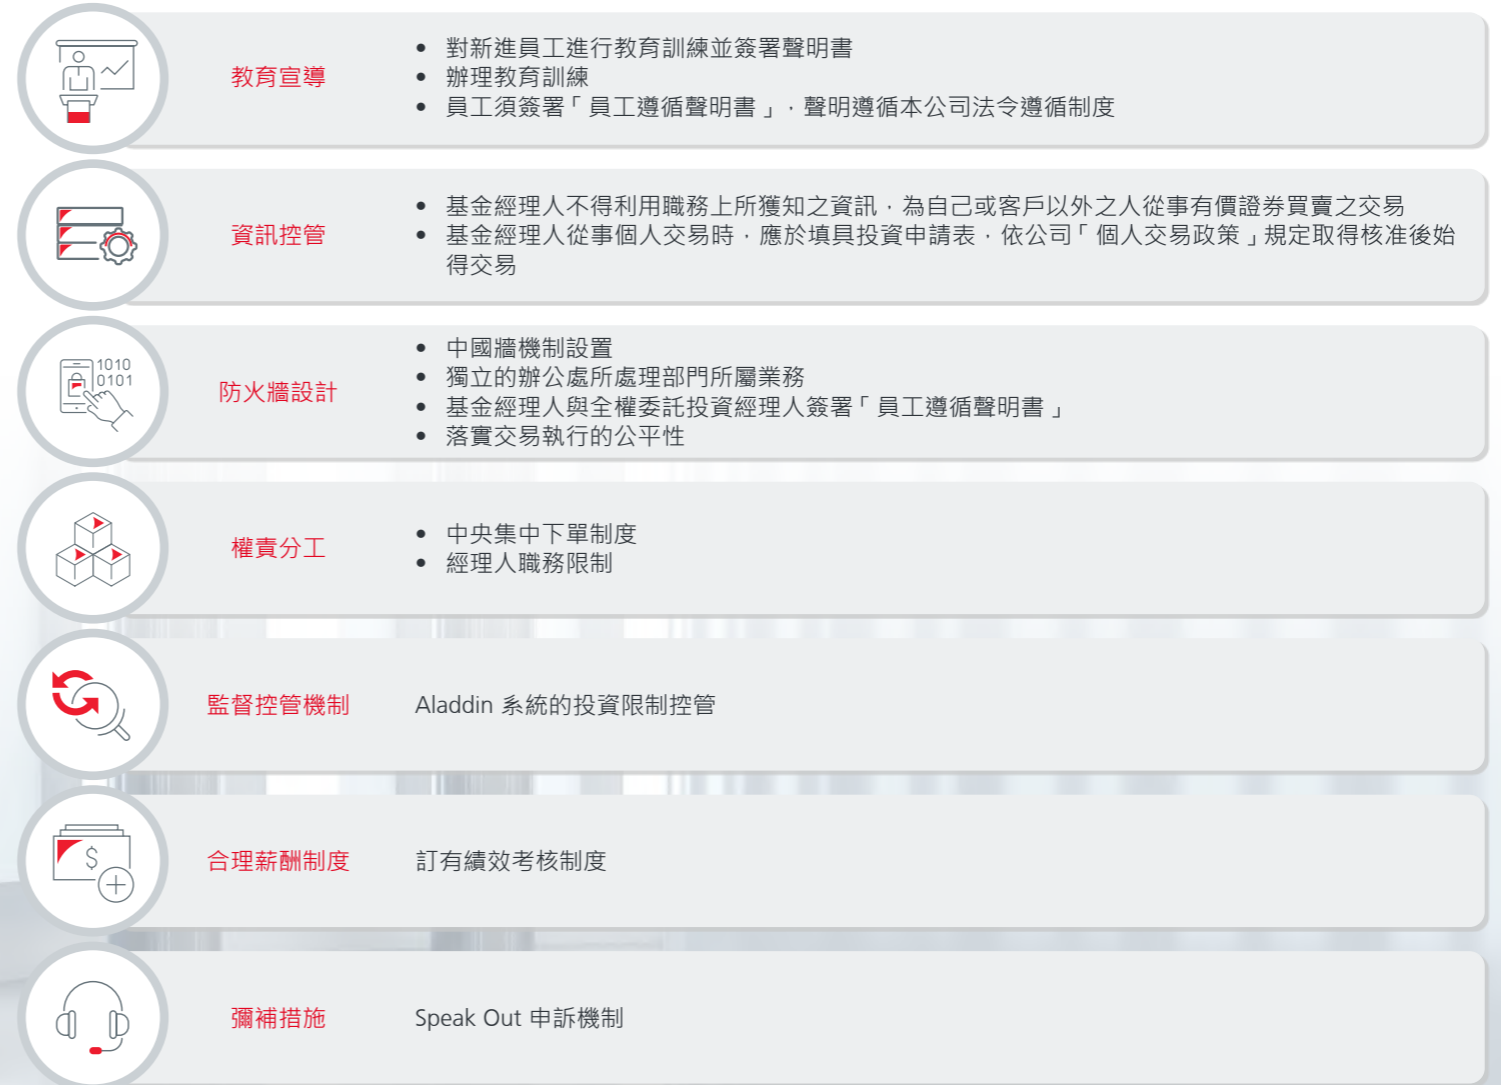 教育宣導
• 對新進員工進行教育訓練並簽署聲明書
• 辦理教育訓練
• 員工須簽署「員工遵循聲明書」，聲明遵循本公司法令遵循制度
資訊控管
• 基金經理人不得利用職務上所獲知之資訊，為自己或客戶以外之人從事有價證券買賣之交易
• 基金經理人從事個人交易時，應於填具投資申請表，依公司「個人交易政策」規定取得核准後始
得交易
1010
0101
防火牆設計
• 中國牆機制設置
• 獨立的辦公處所處理部門所屬業務
• 基金經理人與全權委託投資經理人簽署「員工遵循聲明書」
• 落實交易執行的公平性
權責分工
• 中央集中下單制度
• 經理人職務限制
監督控管機制
Aladdin 系統的投資限制控管
$
合理薪酬制度
訂有績效考核制度
彌補措施
Speak Out 申訴機制